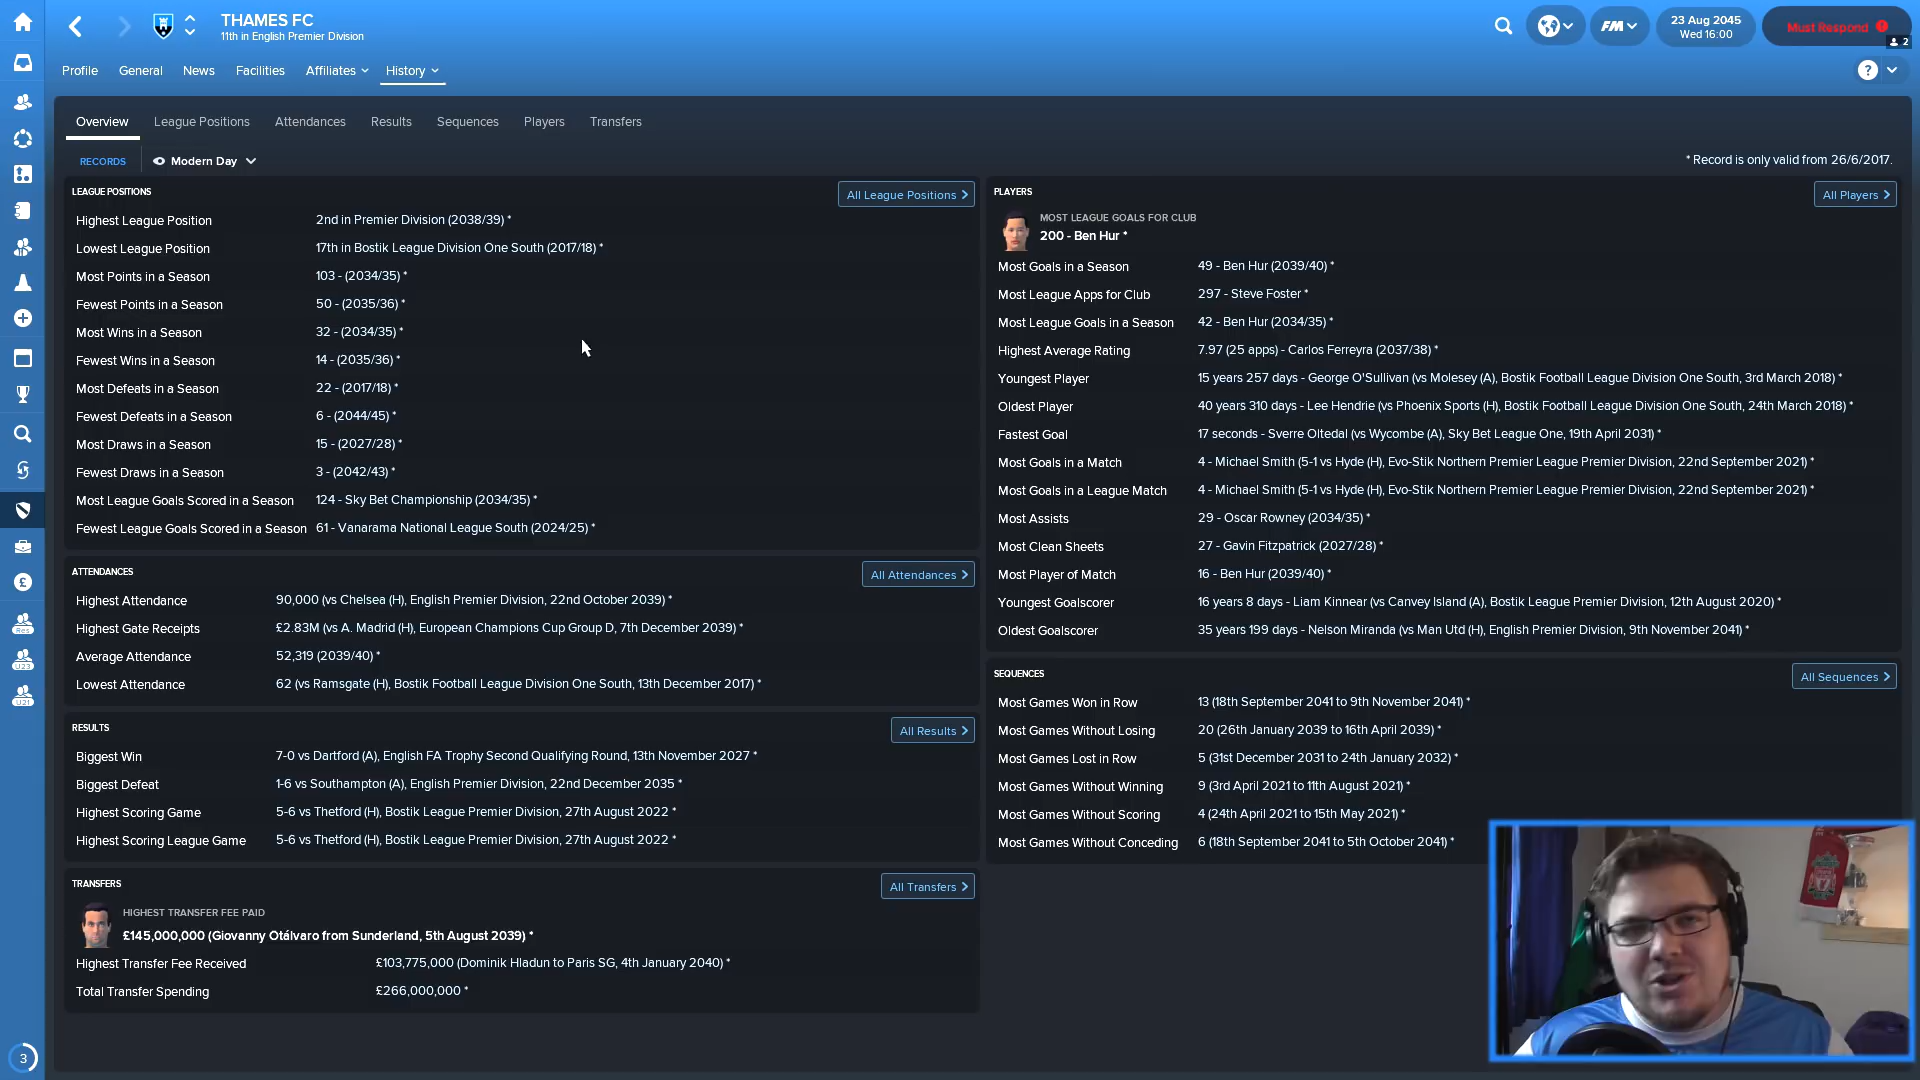 THAMES FC
11th in English Premier Division
FM
23 Aug 2045
Wed 16:00
Must Respond
2
Profile
General
News
Facilities
Affiliates
History
?
Overview
League Positions
Attendances
Results
Sequences
Players
Transfers
RECORDS
Modern Day
* Record is only valid from 26/6/2017.
LEAGUE POSITIONS
All League Positions
Highest League Position 2nd in Premier Division (2038/39) *
Lowest League Position 17th in Bostik League Division One South (2017/18) *
Most Points in a Season 103 - (2034/35) *
Fewest Points in a Season 50 - (2035/36) *
Most Wins in a Season 32 - (2034/35) *
Fewest Wins in a Season 14 - (2035/36) *
Most Defeats in a Season 22 - (2017/18) *
Fewest Defeats in a Season 6 - (2044/45) *
Most Draws in a Season 15 - (2027/28) *
Fewest Draws in a Season 3 - (2042/43) *
Most League Goals Scored in a Season 124 - Sky Bet Championship (2034/35) *
Fewest League Goals Scored in a Season 61 - Vanarama National League South (2024/25) *
ATTENDANCES
All Attendances
Highest Attendance 90,000 (vs Chelsea (H), English Premier Division, 22nd October 2039) *
Highest Gate Receipts £2.83M (vs A. Madrid (H), European Champions Cup Group D, 7th December 2039) *
Average Attendance 52,319 (2039/40) *
Lowest Attendance 62 (vs Ramsgate (H), Bostik Football League Division One South, 13th December 2017) *
RESULTS
All Results
Biggest Win 7-0 vs Dartford (A), English FA Trophy Second Qualifying Round, 13th November 2027 *
Biggest Defeat 1-6 vs Southampton (A), English Premier Division, 22nd December 2035 *
Highest Scoring Game 5-6 vs Thetford (H), Bostik League Premier Division, 27th August 2022 *
Highest Scoring League Game 5-6 vs Thetford (H), Bostik League Premier Division, 27th August 2022 *
TRANSFERS
All Transfers
HIGHEST TRANSFER FEE PAID
£145,000,000 (Giovanny Otálvaro from Sunderland, 5th August 2039) *
Highest Transfer Fee Received £103,775,000 (Dominik Hladun to Paris SG, 4th January 2040) *
Total Transfer Spending £266,000,000 *
PLAYERS
All Players
MOST LEAGUE GOALS FOR CLUB
200 - Ben Hur *
Most Goals in a Season 49 - Ben Hur (2039/40) *
Most League Apps for Club 297 - Steve Foster *
Most League Goals in a Season 42 - Ben Hur (2034/35) *
Highest Average Rating 7.97 (25 apps) - Carlos Ferreyra (2037/38) *
Youngest Player 15 years 257 days - George O'Sullivan (vs Molesey (A), Bostik Football League Division One South, 3rd March 2018) *
Oldest Player 40 years 310 days - Lee Hendrie (vs Phoenix Sports (H), Bostik Football League Division One South, 24th March 2018) *
Fastest Goal 17 seconds - Sverre Oltedal (vs Wycombe (A), Sky Bet League One, 19th April 2031) *
Most Goals in a Match 4 - Michael Smith (5-1 vs Hyde (H), Evo-Stik Northern Premier League Premier Division, 22nd September 2021) *
Most Goals in a League Match 4 - Michael Smith (5-1 vs Hyde (H), Evo-Stik Northern Premier League Premier Division, 22nd September 2021) *
Most Assists 29 - Oscar Rowney (2034/35) *
Most Clean Sheets 27 - Gavin Fitzpatrick (2027/28) *
Most Player of Match 16 - Ben Hur (2039/40) *
Youngest Goalscorer 16 years 8 days - Liam Kinnear (vs Canvey Island (A), Bostik League Premier Division, 12th August 2020) *
Oldest Goalscorer 35 years 199 days - Nelson Miranda (vs Man Utd (H), English Premier Division, 9th November 2041) *
SEQUENCES
All Sequences
Most Games Won in Row 13 (18th September 2041 to 9th November 2041) *
Most Games Without Losing 20 (26th January 2039 to 16th April 2039) *
Most Games Lost in Row 5 (31st December 2031 to 24th January 2032) *
Most Games Without Winning 9 (3rd April 2021 to 11th August 2021) *
Most Games Without Scoring 4 (24th April 2021 to 15th May 2021) *
Most Games Without Conceding 6 (18th September 2041 to 5th October 2041) *
Res
U23
3